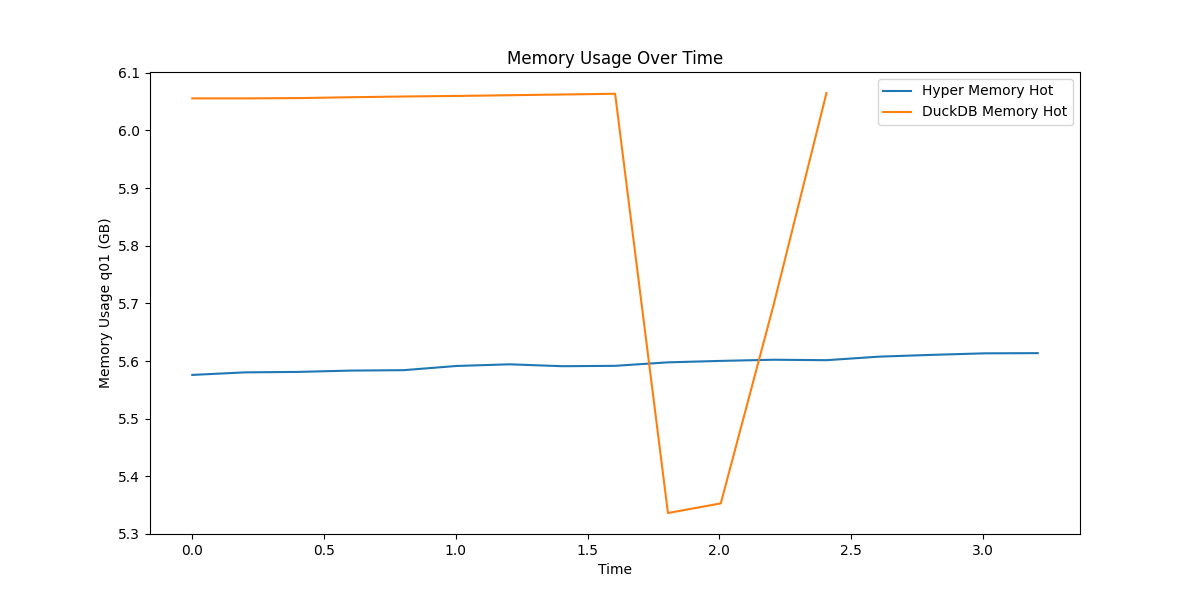 Memory Usage Over Time
Hyper Memory Hot
DuckDB Memory Hot
Memory Usage q01 (GB)
6.1
6.0
5.9
5.8
5.7
5.6
5.5
5.4
5.3
0.0 0.5 1.0 1.5 2.0 2.5 3.0
Time